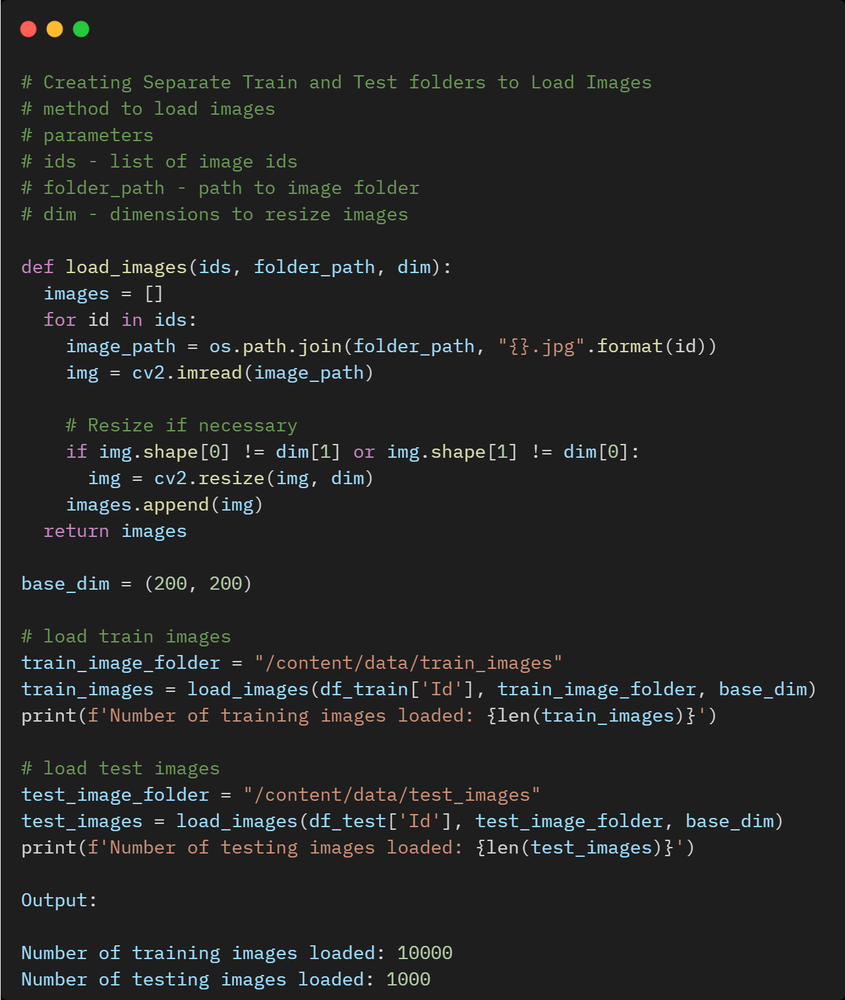 # Creating Separate Train and Test folders to Load Images
# method to load images
# parameters
# ids - list of image ids
# folder_path - path to image folder
# dim - dimensions to resize images

def load_images(ids, folder_path, dim):
  images = []
  for id in ids:
    image_path = os.path.join(folder_path, "{}.jpg".format(id))
    img = cv2.imread(image_path)

    # Resize if necessary
    if img.shape[0] != dim[1] or img.shape[1] != dim[0]:
      img = cv2.resize(img, dim)
    images.append(img)
  return images

base_dim = (200, 200)

# load train images
train_image_folder = "/content/data/train_images"
train_images = load_images(df_train['Id'], train_image_folder, base_dim)
print(f'Number of training images loaded: {len(train_images)}')

# load test images
test_image_folder = "/content/data/test_images"
test_images = load_images(df_test['Id'], test_image_folder, base_dim)
print(f'Number of testing images loaded: {len(test_images)}')

Output:

Number of training images loaded: 10000
Number of testing images loaded: 1000